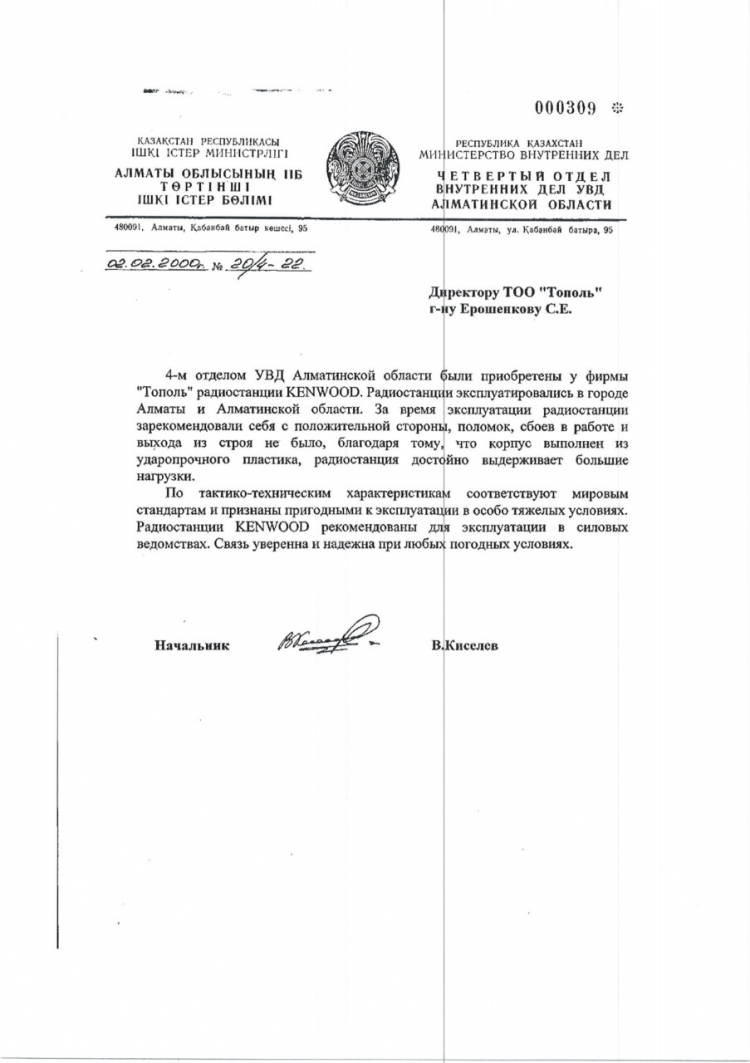 000309 ❊
ҚАЗАҚСТАН РЕСПУБЛИКАСЫ
ІШКІ ІСТЕР МИНИСТРЛІГІ
АЛМАТЫ ОБЛЫСЫНЫҢ ІІБ
ТӨРТІНШІ
ІШКІ ІСТЕР БӨЛІМІ
480091, Алматы, Қабанбай батыр көшесі, 95
РЕСПУБЛИКА КАЗАХСТАН
МИНИСТЕРСТВО ВНУТРЕННИХ ДЕЛ
ЧЕТВЕРТЫЙ ОТДЕЛ
ВНУТРЕННИХ ДЕЛ УВД
АЛМАТИНСКОЙ ОБЛАСТИ
480091, Алматы, ул. Кабанбай батыра, 95
02.02.2000г. № 20/4-22.
Директору ТОО "Тополь"
г-ну Ерошенкову С.Е.
4-м отделом УВД Алматинской области были приобретены у фирмы
"Тополь" радиостанции KENWOOD. Радиостанции эксплуатировались в городе
Алматы и Алматинской области. За время эксплуатации радиостанции
зарекомендовали себя с положительной стороны, поломок, сбоев в работе и
выхода из строя не было, благодаря тому, что корпус выполнен из
ударопрочного пластика, радиостанция достойно выдерживает большие
нагрузки.
По тактико-техническим характеристикам соответствуют мировым
стандартам и признаны пригодными к эксплуатации в особо тяжелых условиях.
Радиостанции KENWOOD рекомендованы для эксплуатации в силовых
ведомствах. Связь уверенна и надежна при любых погодных условиях.
Начальник
В.Киселев